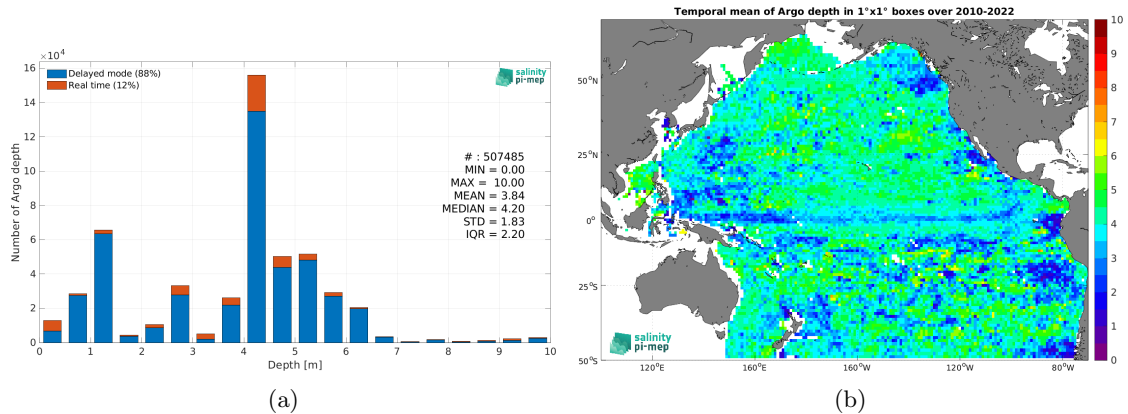 ×10⁴
Delayed mode (88%)
Real time (12%)
salinity
pi-mep
16
14
12
10
8
6
4
2
0
Number of Argo depth
# : 507485
MIN = 0.00
MAX = 10.00
MEAN = 3.84
MEDIAN = 4.20
STD = 1.83
IQR = 2.20
0 1 2 3 4 5 6 7 8 9 10
Depth [m]
(a)
Temporal mean of Argo depth in 1°x1° boxes over 2010-2022
50°N
25°N
0°
25°S
50°S
salinity
pi-mep
120°E 160°E 160°W 120°W 80°W
10
9
8
7
6
5
4
3
2
1
0
(b)